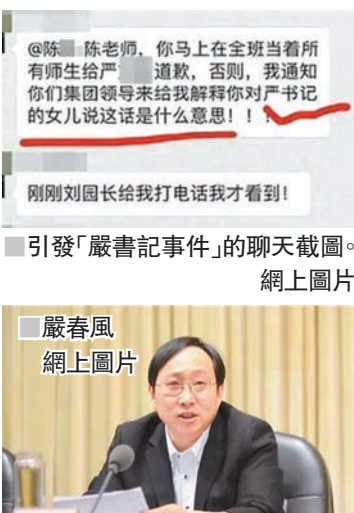 @陈 陈老师，你马上在全班当着所
有师生给严 道歉，否则，我通知
你们集团领导来给我解释你对严书记
的女儿说这话是什么意思！！！
刚刚刘园长给我打电话我才看到！
■引發「嚴書記事件」的聊天截圖。
網上圖片
■嚴春風
網上圖片